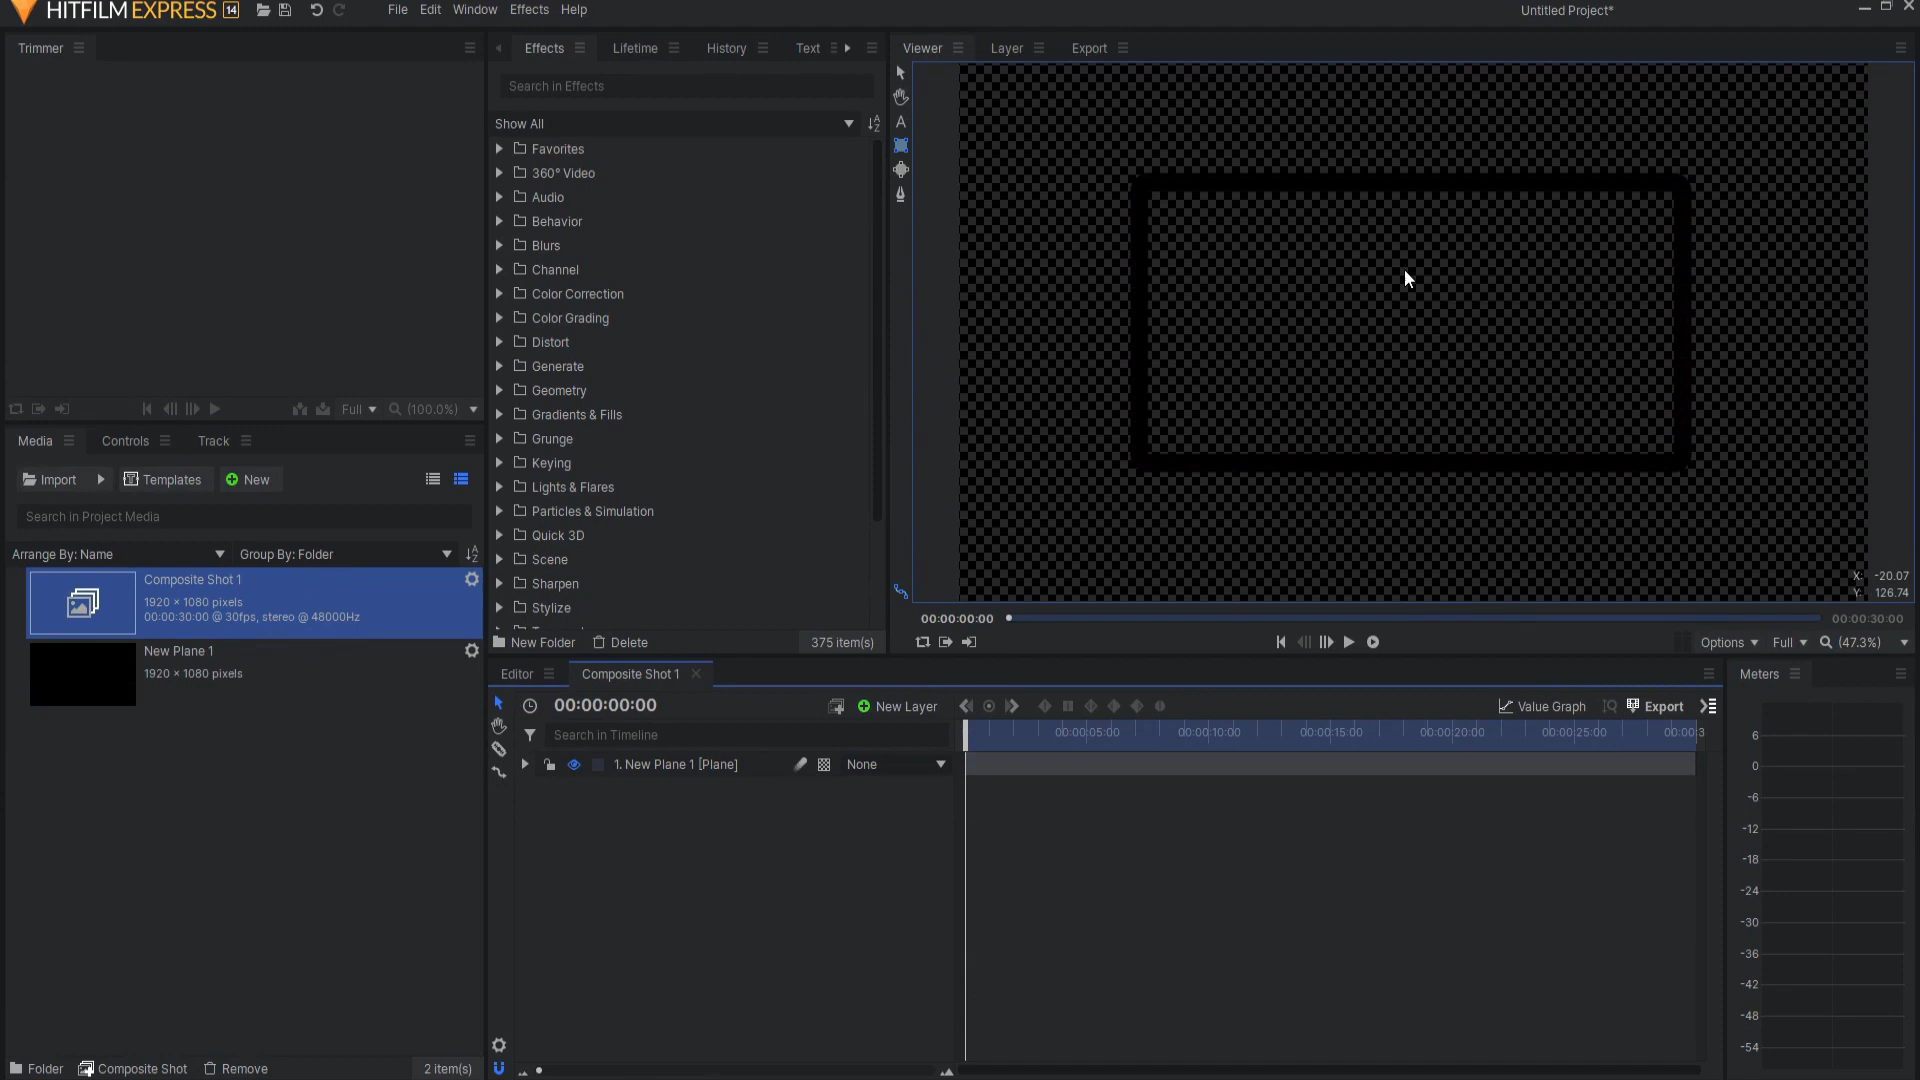 HITFILM EXPRESS 14
File Edit Window Effects Help
Untitled Project*
Trimmer
Effects Lifetime History Text
Viewer Layer Export
Search in Effects
Show All
Favorites
360° Video
Audio
Behavior
Blurs
Channel
Color Correction
Color Grading
Distort
Generate
Geometry
Gradients & Fills
Grunge
Keying
Lights & Flares
Particles & Simulation
Quick 3D
Scene
Sharpen
Stylize
New Folder Delete 375 item(s)
A
X: -20.07
Y: 126.74
00:00:00:00 00:00:30:00
Options Full (47.3%)
Full (100.0%)
Media Controls Track
Import Templates New
Search in Project Media
Arrange By: Name Group By: Folder
Composite Shot 1
1920 × 1080 pixels
00:00:30:00 @ 30fps, stereo @ 48000Hz
New Plane 1
1920 × 1080 pixels
Folder Composite Shot Remove 2 item(s)
Editor Composite Shot 1
00:00:00:00 New Layer Value Graph Export
Search in Timeline
00:00:05:00 00:00:10:00 00:00:15:00 00:00:20:00 00:00:25:00 00:00:3
1. New Plane 1 [Plane] None
Meters
6
0
-6
-12
-18
-24
-30
-36
-42
-48
-54